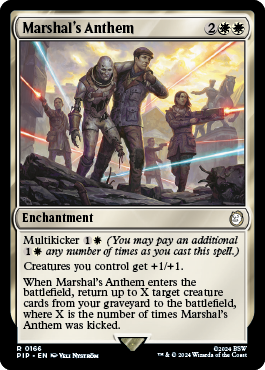 Marshal's Anthem 2
Enchantment
Multikicker 1 (You may pay an additional
1 any number of times as you cast this spell.)
Creatures you control get +1/+1.
When Marshal's Anthem enters the
battlefield, return up to X target creature
cards from your graveyard to the battlefield,
where X is the number of times Marshal's
Anthem was kicked.
R 0166
PIP • EN Yeli Nyström
©2024 BSW
™ & © 2024 Wizards of the Coast